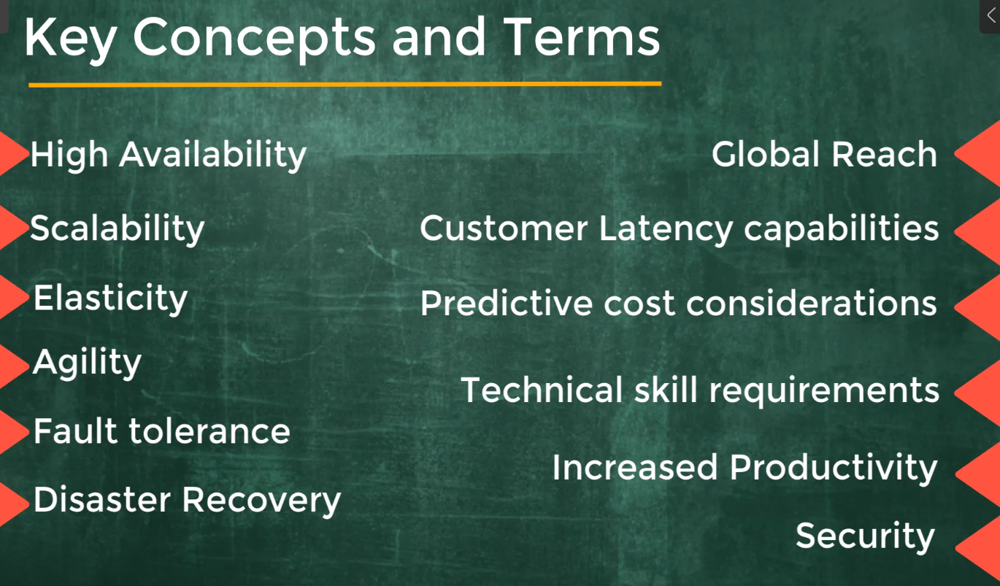 Key Concepts and Terms
High Availability
Scalability
Elasticity
Agility
Fault tolerance
Disaster Recovery
Global Reach
Customer Latency capabilities
Predictive cost considerations
Technical skill requirements
Increased Productivity
Security